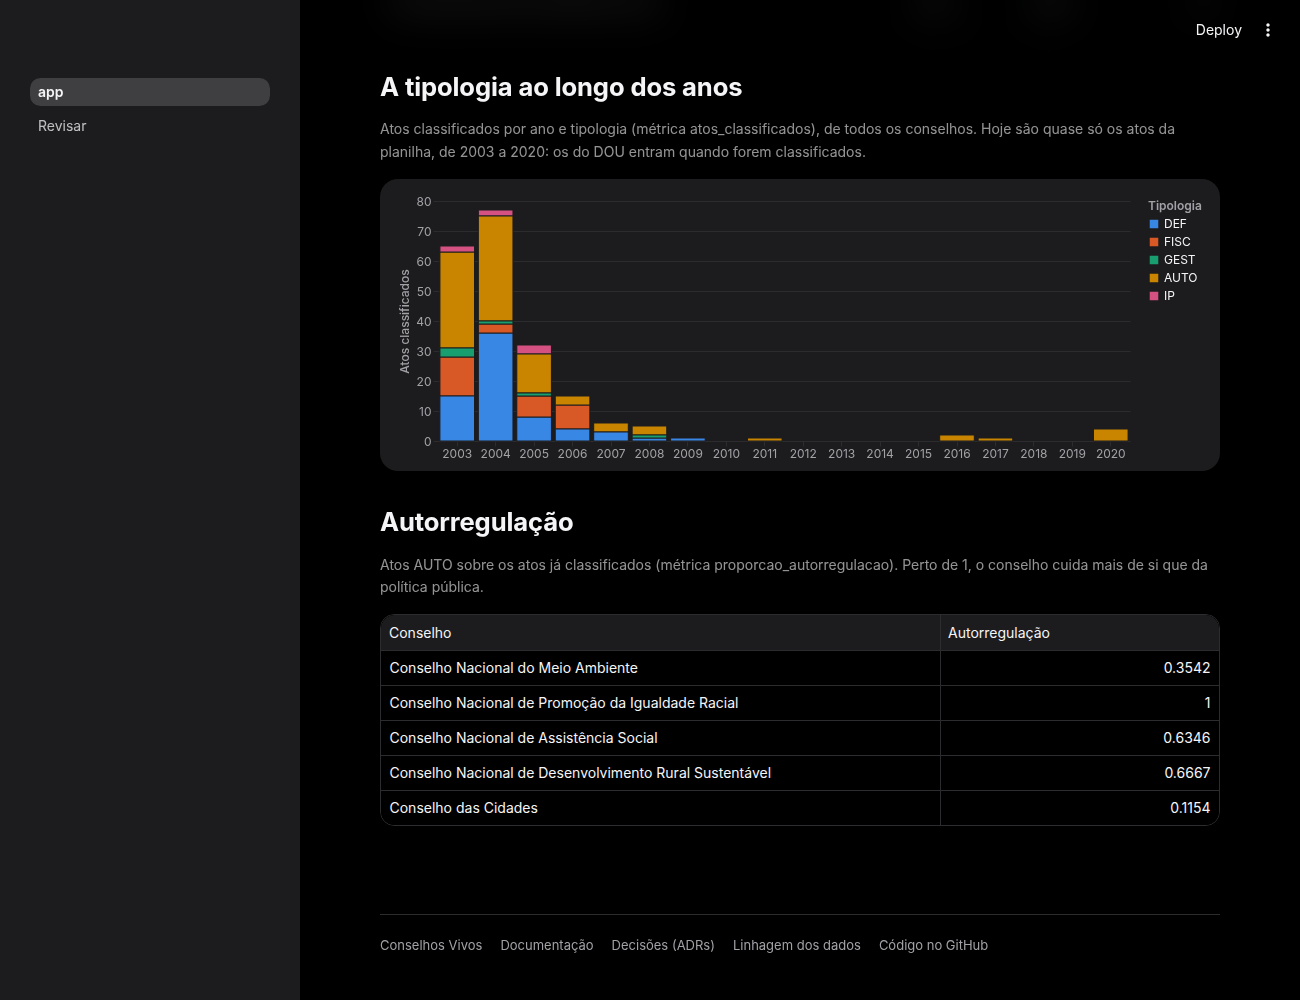 Deploy
app
Revisar
A tipologia ao longo dos anos
Atos classificados por ano e tipologia (métrica atos_classificados), de todos os conselhos. Hoje são quase só os atos da
planilha, de 2003 a 2020: os do DOU entram quando forem classificados.
Atos classificados
80
70
60
50
40
30
20
10
0
2003 2004 2005 2006 2007 2008 2009 2010 2011 2012 2013 2014 2015 2016 2017 2018 2019 2020
Tipologia
DEF
FISC
GEST
AUTO
IP
Autorregulação
Atos AUTO sobre os atos já classificados (métrica proporcao_autorregulacao). Perto de 1, o conselho cuida mais de si que da
política pública.
Conselho Autorregulação
Conselho Nacional do Meio Ambiente 0.3542
Conselho Nacional de Promoção da Igualdade Racial 1
Conselho Nacional de Assistência Social 0.6346
Conselho Nacional de Desenvolvimento Rural Sustentável 0.6667
Conselho das Cidades 0.1154
Conselhos Vivos Documentação Decisões (ADRs) Linhagem dos dados Código no GitHub